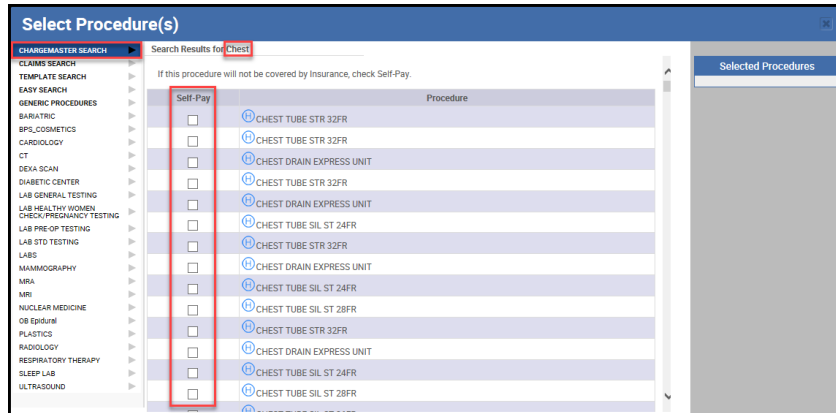 Select Procedure(s)
CHARGEMASTER SEARCH
CLAIMS SEARCH
TEMPLATE SEARCH
EASY SEARCH
GENERIC PROCEDURES
BARIATRIC
BPS_COSMETICS
CARDIOLOGY
CT
DEXA SCAN
DIABETIC CENTER
LAB GENERAL TESTING
LAB HEALTHY WOMEN
CHECK/PREGNANCY TESTING
LAB PRE-OP TESTING
LAB STD TESTING
LABS
MAMMOGRAPHY
MRA
MRI
NUCLEAR MEDICINE
OB Epidural
PLASTICS
RADIOLOGY
RESPIRATORY THERAPY
SLEEP LAB
ULTRASOUND
Search Results for Chest
If this procedure will not be covered by Insurance, check Self-Pay.
Self-Pay Procedure
H CHEST TUBE STR 32FR
H CHEST TUBE STR 32FR
H CHEST DRAIN EXPRESS UNIT
H CHEST TUBE STR 32FR
H CHEST DRAIN EXPRESS UNIT
H CHEST TUBE SIL ST 24FR
H CHEST TUBE STR 32FR
H CHEST DRAIN EXPRESS UNIT
H CHEST TUBE SIL ST 24FR
H CHEST TUBE SIL ST 28FR
H CHEST TUBE STR 32FR
H CHEST DRAIN EXPRESS UNIT
H CHEST TUBE SIL ST 24FR
H CHEST TUBE SIL ST 28FR
Selected Procedures